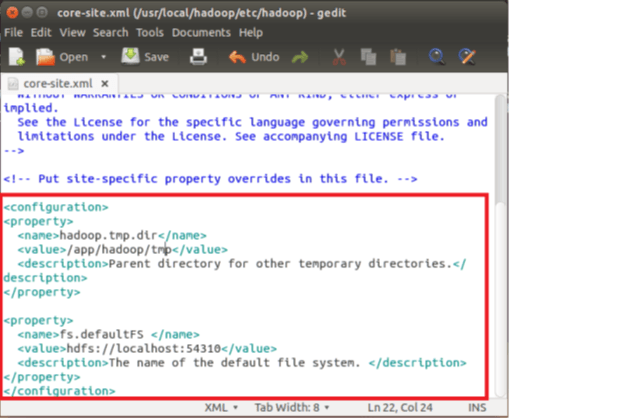 core-site.xml (/usr/local/hadoop/etc/hadoop) - gedit
File Edit View Search Tools Documents Help
Open Save Undo
core-site.xml ×
WITHOUT WARRANTIES OR CONDITIONS OF ANY KIND, either express or
implied.
See the License for the specific language governing permissions and
limitations under the License. See accompanying LICENSE file.
-->
<!-- Put site-specific property overrides in this file. -->
<configuration>
<property>
<name>hadoop.tmp.dir</name>
<value>/app/hadoop/tmp</value>
<description>Parent directory for other temporary directories.</
description>
</property>
<property>
<name>fs.defaultFS </name>
<value>hdfs://localhost:54310</value>
<description>The name of the default file system. </description>
</property>
</configuration>
XML Tab Width: 8 Ln 22, Col 24 INS